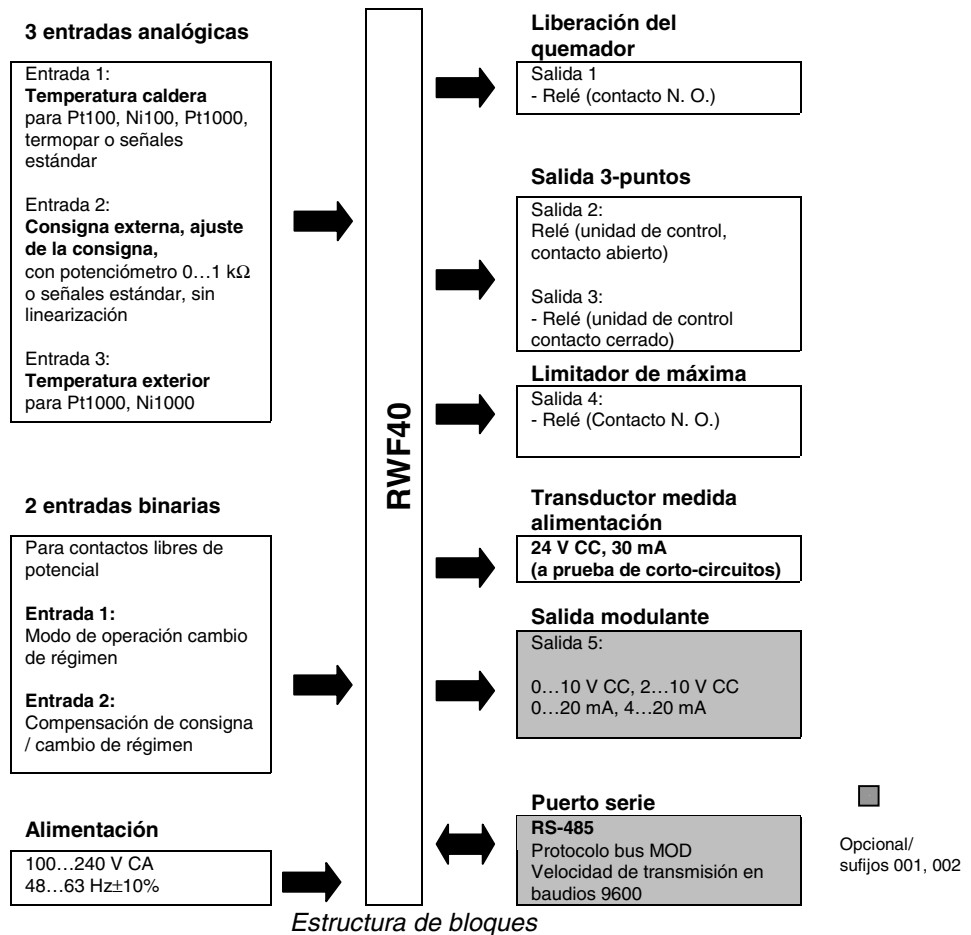 3 entradas analógicas
Entrada 1:
Temperatura caldera
para Pt100, Ni100, Pt1000,
termopar o señales
estándar
Entrada 2:
Consigna externa, ajuste
de la consigna,
con potenciómetro 0…1 kΩ
o señales estándar, sin
linearización
Entrada 3:
Temperatura exterior
para Pt1000, Ni1000
2 entradas binarias
Para contactos libres de
potencial
Entrada 1:
Modo de operación cambio
de régimen
Entrada 2:
Compensación de consigna
/ cambio de régimen
Alimentación
100…240 V CA
48…63 Hz±10%
RWF40
Liberación del
quemador
Salida 1
- Relé (contacto N. O.)
Salida 3-puntos
Salida 2:
Relé (unidad de control,
contacto abierto)
Salida 3:
- Relé (unidad de control
contacto cerrado)
Limitador de máxima
Salida 4:
- Relé (Contacto N. O.)
Transductor medida
alimentación
24 V CC, 30 mA
(a prueba de corto-circuitos)
Salida modulante
Salida 5:
0…10 V CC, 2…10 V CC
0…20 mA, 4…20 mA
Puerto serie
RS-485
Protocolo bus MOD
Velocidad de transmisión en
baudios 9600
Opcional/
sufijos 001, 002
Estructura de bloques